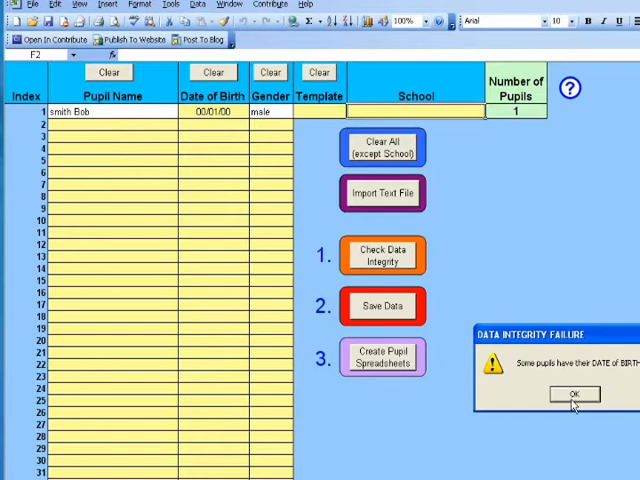 File Edit View Insert Format Tools Data Window Contribute Help
100% Arial 10 B I U
Open In Contribute Publish To Website Post To Blog
F2 fx
Clear Clear Clear Clear
Index Pupil Name Date of Birth Gender Template School Number of Pupils ?
1 smith Bob 00/01/00 male 1
2
3
4
5
6
7
8
9
10
11
12
13
14
15
16
17
18
19
20
21
22
23
24
25
26
27
28
29
30
31
Clear All
(except School)
Import Text File
1. Check Data
Integrity
2. Save Data
3. Create Pupil
Spreadsheets
DATA INTEGRITY FAILURE
Some pupils have their DATE of BIRTH
OK